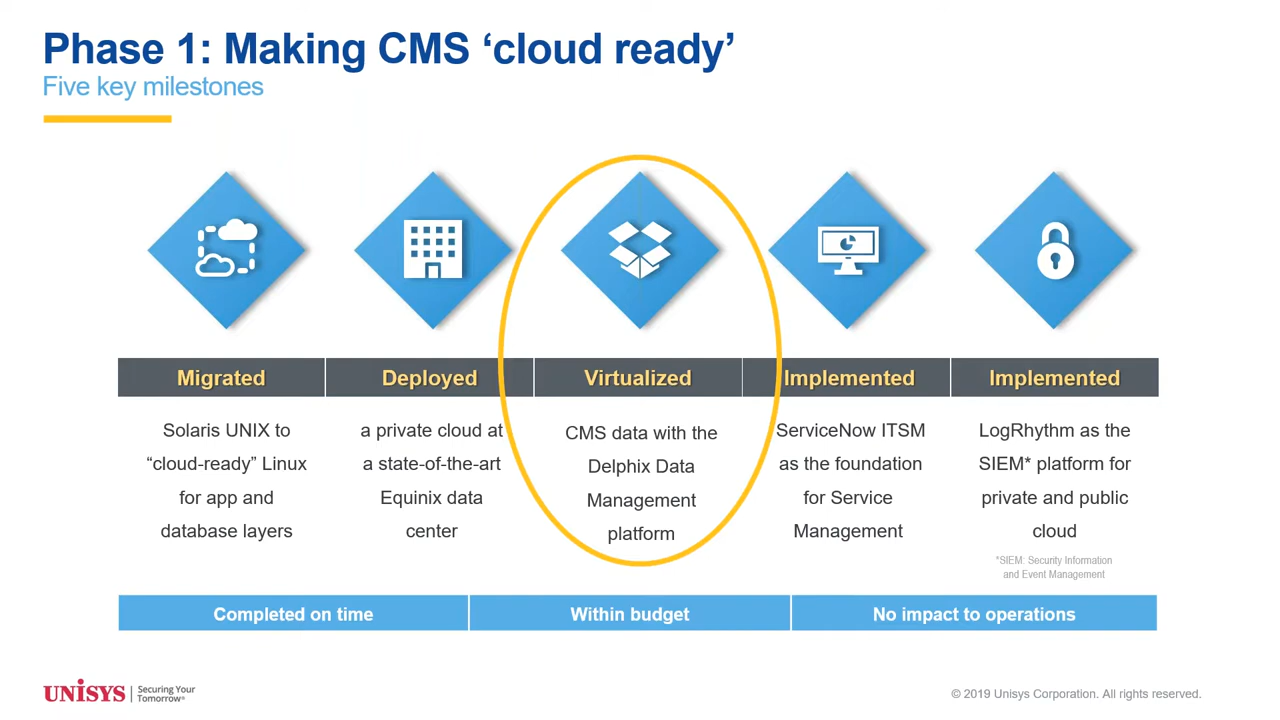 Phase 1: Making CMS ‘cloud ready’
Five key milestones
Migrated
Solaris UNIX to
“cloud-ready” Linux
for app and
database layers
Deployed
a private cloud at
a state-of-the-art
Equinix data
center
Virtualized
CMS data with the
Delphix Data
Management
platform
Implemented
ServiceNow ITSM
as the foundation
for Service
Management
Implemented
LogRhythm as the
SIEM* platform for
private and public
cloud
*SIEM: Security Information
and Event Management
Completed on time
Within budget
No impact to operations
UNISYS
Securing Your
Tomorrow®
© 2019 Unisys Corporation. All rights reserved.